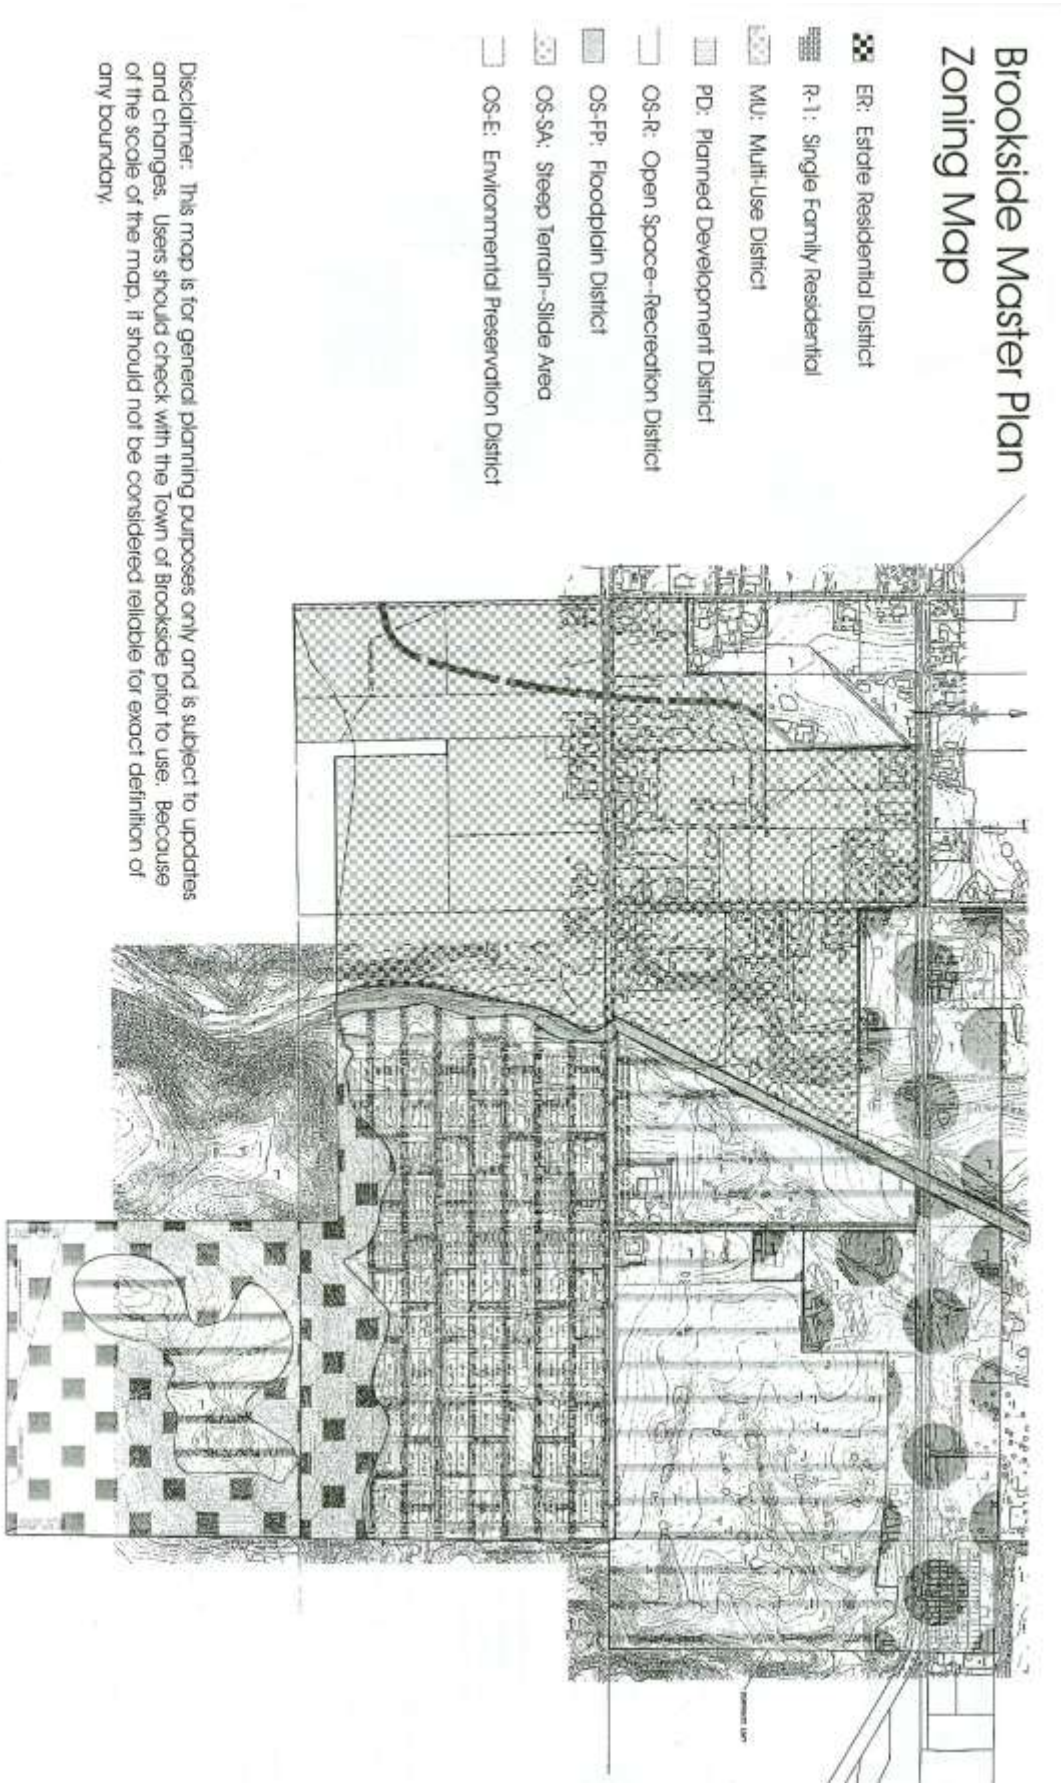 Brookside Master Plan
Zoning Map
ER: Estate Residential District
R-1: Single Family Residential
MU: Multi-Use District
PD: Planned Development District
OS-R: Open Space--Recreation District
OS-FP: Floodplain District
OS-SA: Steep Terrain--Slide Area
OS-E: Environmental Preservation District
Disclaimer: This map is for general planning purposes only and is subject to updates
and changes. Users should check with the Town of Brookside prior to use. Because
of the scale of the map, it should not be considered reliable for exact definition of
any boundary.